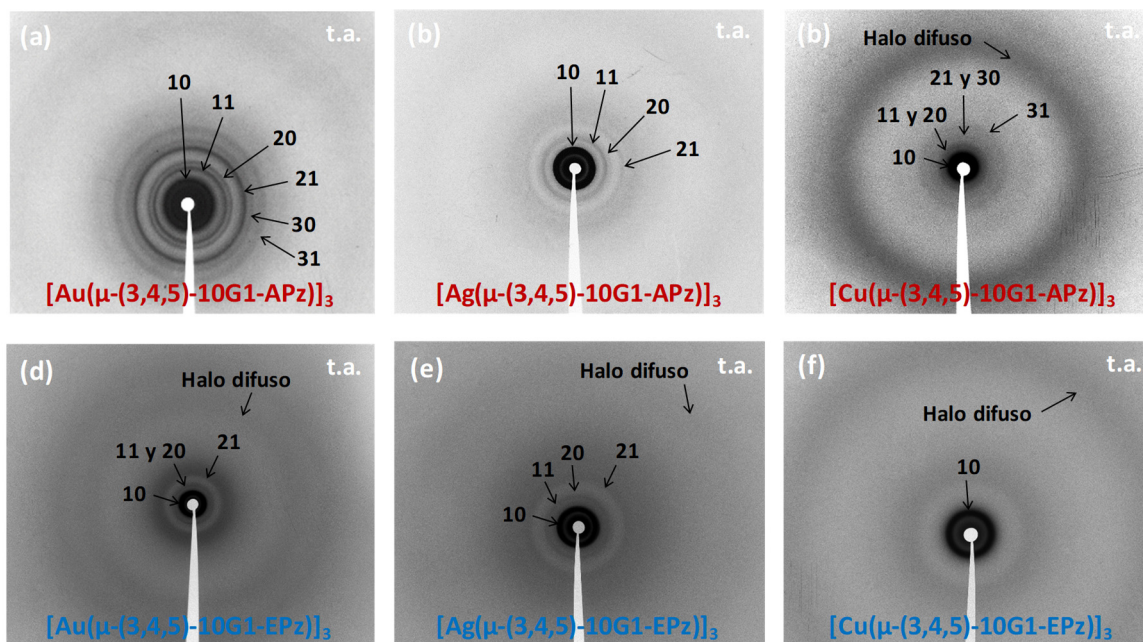 (a) t.a.
10
11
20
21
30
31
[Au(μ-(3,4,5)-10G1-APz)]₃
(b) t.a.
10 11
20
21
[Ag(μ-(3,4,5)-10G1-APz)]₃
(b) t.a.
Halo difuso
21 y 30
11 y 20 31
10
[Cu(μ-(3,4,5)-10G1-APz)]₃
(d) t.a.
Halo difuso
11 y 20 21
10
[Au(μ-(3,4,5)-10G1-EPz)]₃
(e) t.a.
Halo difuso
20 21
11
10
[Ag(μ-(3,4,5)-10G1-EPz)]₃
(f) t.a.
Halo difuso
10
[Cu(μ-(3,4,5)-10G1-EPz)]₃